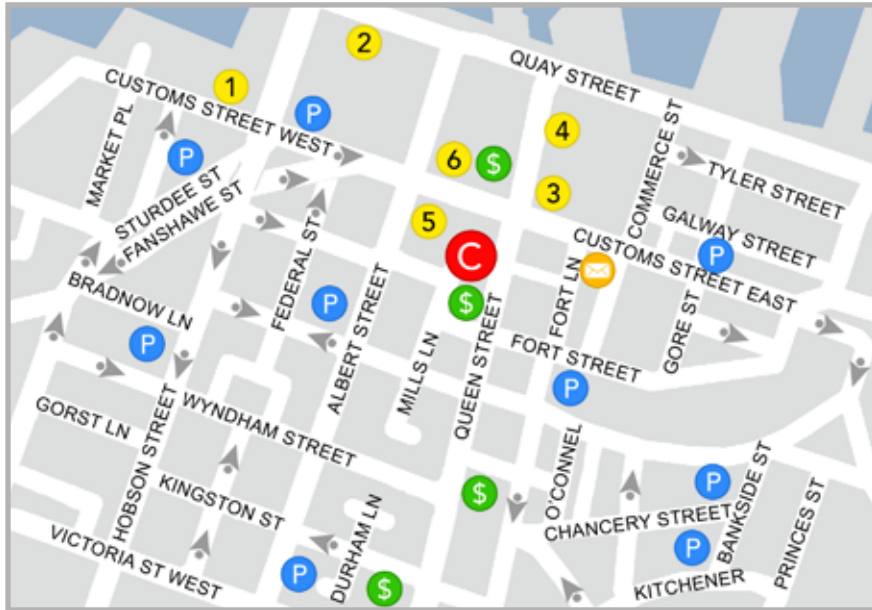 2
QUAY STREET
1
CUSTOMS STREET WEST
P
4
COMMERCE ST
MARKET PL
P
6
$
TYLER STREET
3
STURDEE ST
FANSHAWE ST
5
GALWAY STREET
C
CUSTOMS STREET EAST
P
FEDERAL ST
BRADNOW LN
P
$
FORT LN
GORE ST
ALBERT STREET
MILLS LN
QUEEN STREET
FORT STREET
P
P
GORST LN
WYNDHAM STREET
HOBSON STREET
KINGSTON ST
$
O'CONNEL
P
BANKSIDE ST
PRINCES ST
CHANCERY STREET
P
VICTORIA ST WEST
DURHAM LN
P
$
KITCHENER